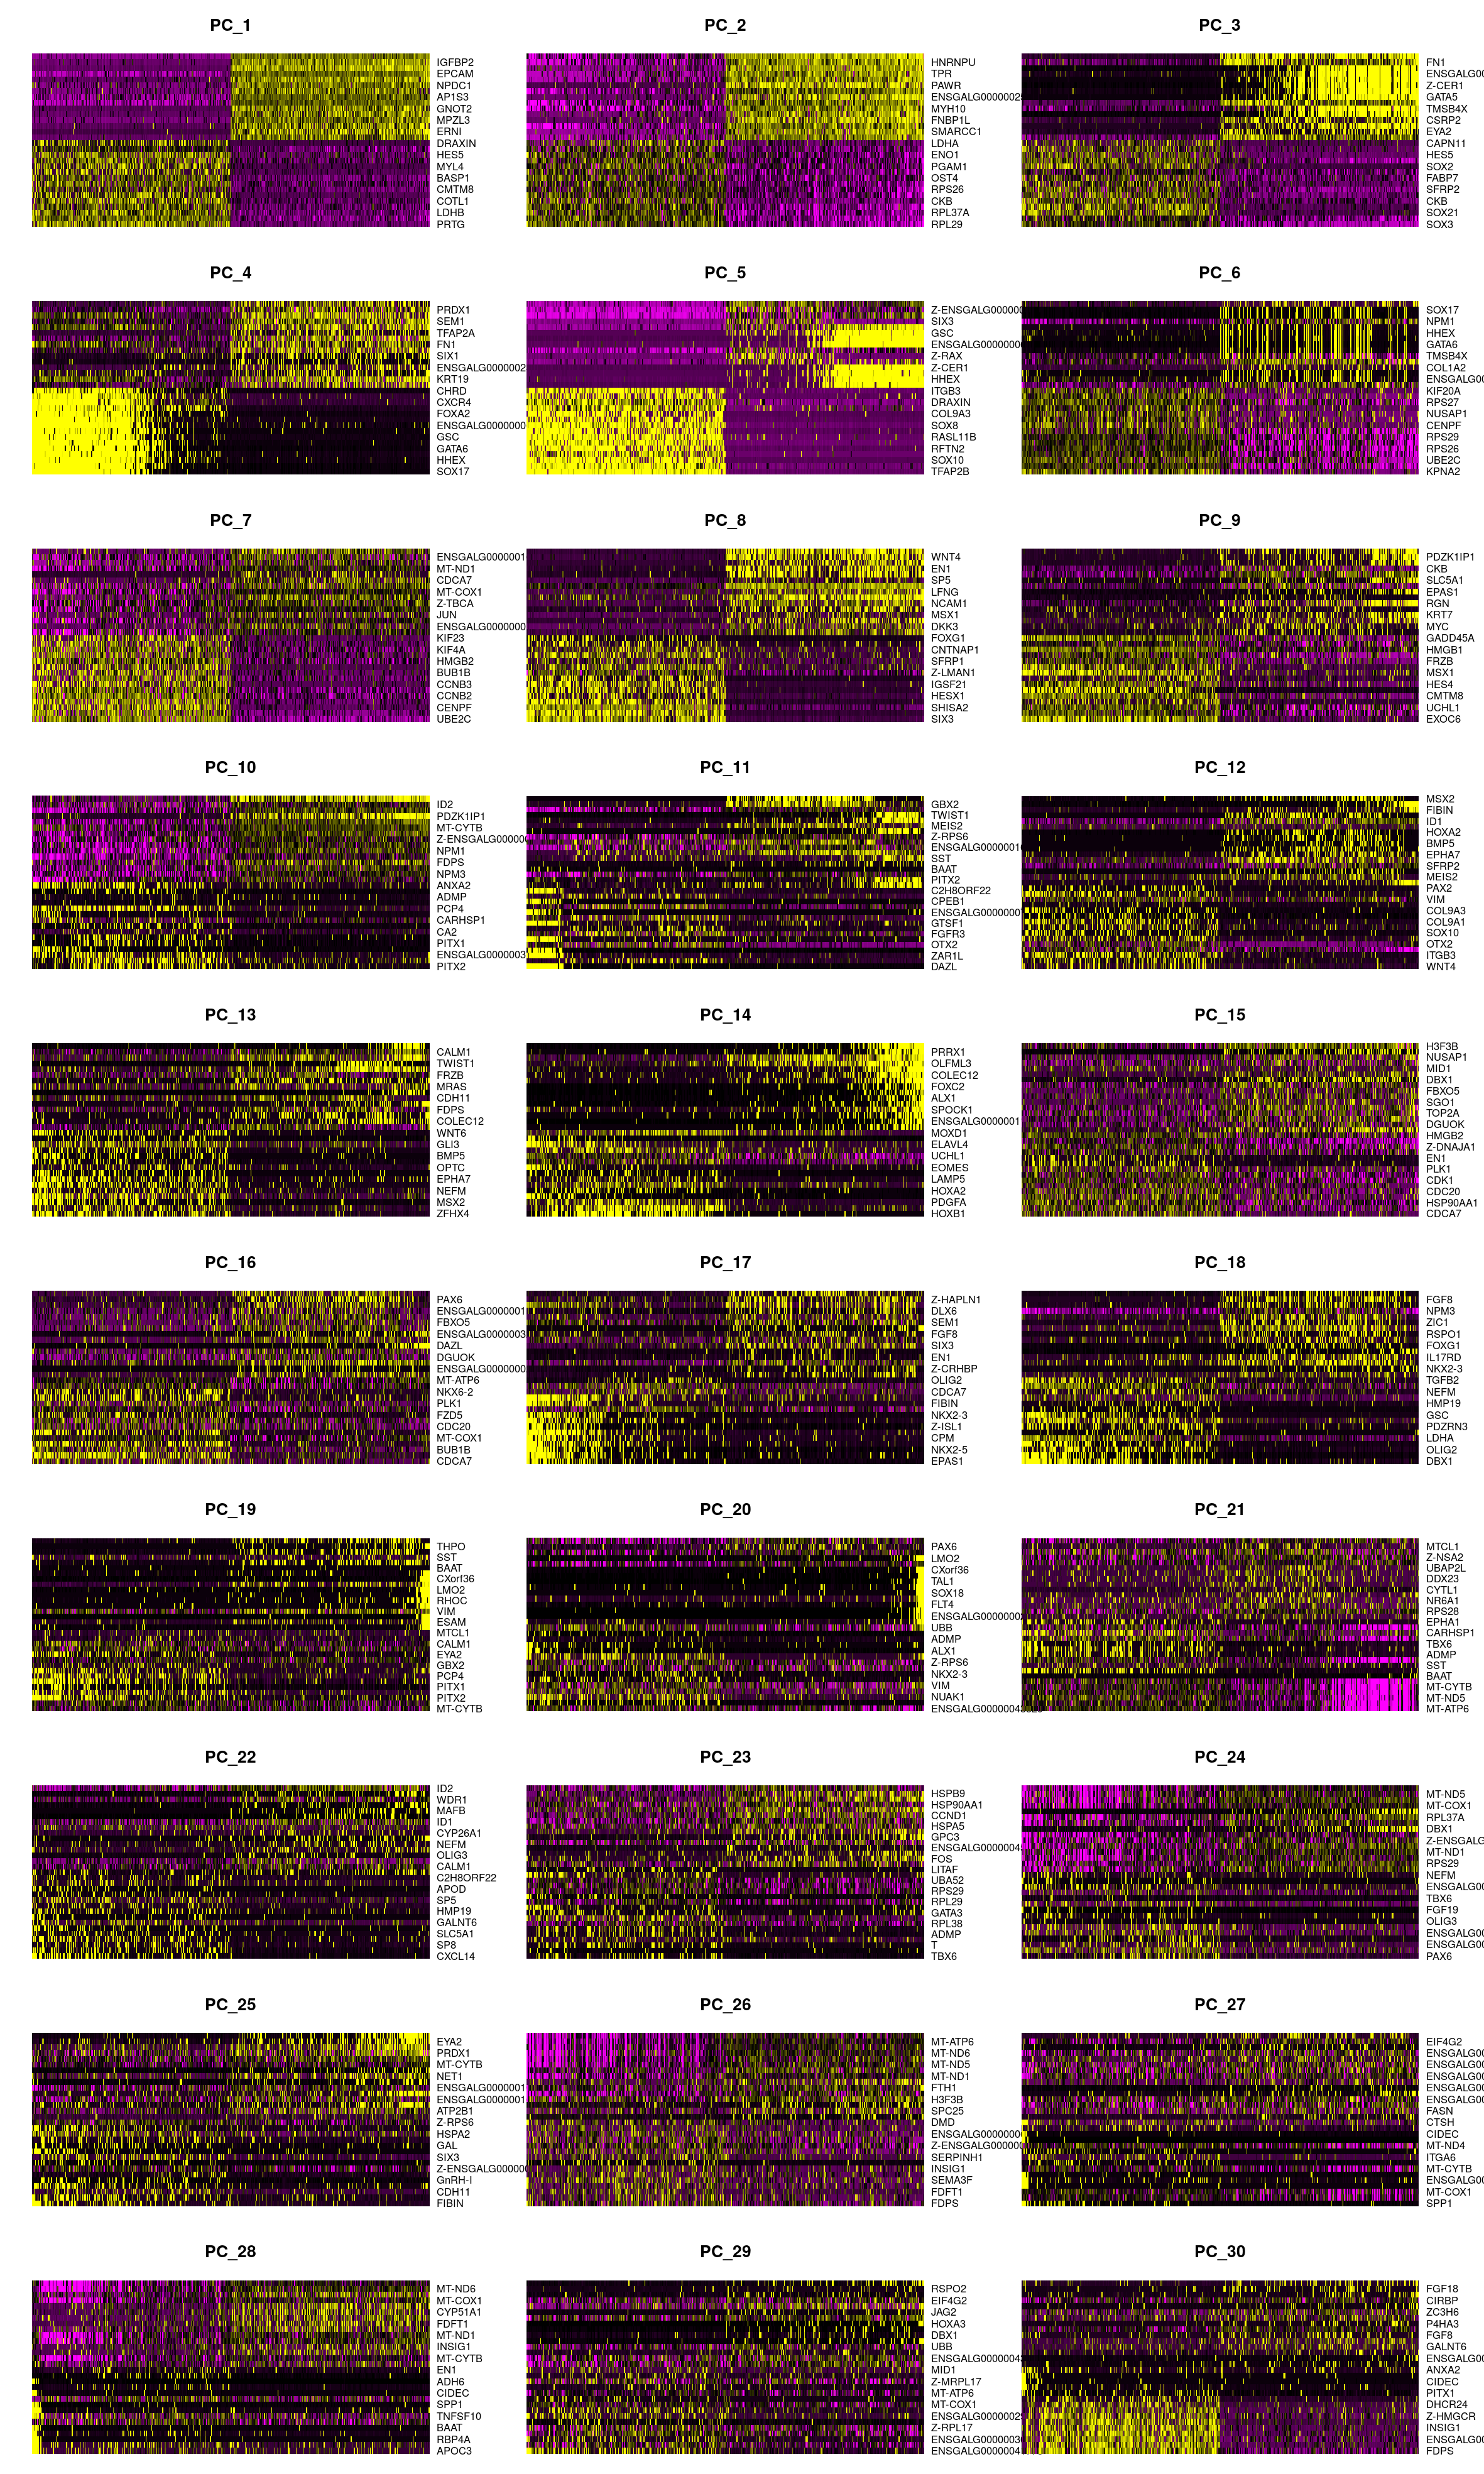 PC_1
IGFBP2
EPCAM
NPDC1
AP1S3
GNOT2
MPZL3
ERNI
DRAXIN
HES5
MYL4
BASP1
CMTM8
COTL1
LDHB
PRTG
PC_2
HNRNPU
TPR
PAWR
ENSGALG0000002
MYH10
FNBP1L
SMARCC1
LDHA
ENO1
PGAM1
OST4
RPS26
CKB
RPL37A
RPL29
PC_3
FN1
ENSGALG00
Z-CER1
GATA5
TMSB4X
CSRP2
EYA2
CAPN11
HES5
SOX2
FABP7
SFRP2
CKB
SOX21
SOX3
PC_4
PRDX1
SEM1
TFAP2A
FN1
SIX1
ENSGALG0000002
KRT19
CHRD
CXCR4
FOXA2
ENSGALG0000000
GSC
GATA6
HHEX
SOX17
PC_5
Z-ENSGALG000000
SIX3
GSC
ENSGALG0000000
Z-RAX
Z-CER1
HHEX
ITGB3
DRAXIN
COL9A3
SOX8
RASL11B
RFTN2
SOX10
TFAP2B
PC_6
SOX17
NPM1
HHEX
GATA6
TMSB4X
COL1A2
ENSGALG00
KIF20A
RPS27
NUSAP1
CENPF
RPS29
RPS26
UBE2C
KPNA2
PC_7
ENSGALG0000001
MT-ND1
CDCA7
MT-COX1
Z-TBCA
JUN
ENSGALG0000000
KIF23
KIF4A
HMGB2
BUB1B
CCNB3
CCNB2
CENPF
UBE2C
PC_8
WNT4
EN1
SP5
LFNG
NCAM1
MSX1
DKK3
FOXG1
CNTNAP1
SFRP1
Z-LMAN1
IGSF21
HESX1
SHISA2
SIX3
PC_9
PDZK1IP1
CKB
SLC5A1
EPAS1
RGN
KRT7
MYC
GADD45A
HMGB1
FRZB
MSX1
HES4
CMTM8
UCHL1
EXOC6
PC_10
ID2
PDZK1IP1
MT-CYTB
Z-ENSGALG000000
NPM1
FDPS
NPM3
ANXA2
ADMP
PCP4
CARHSP1
CA2
PITX1
ENSGALG0000003
PITX2
PC_11
GBX2
TWIST1
MEIS2
Z-RPS6
ENSGALG0000001
SST
BAAT
PITX2
C2H8ORF22
CPEB1
ENSGALG0000000
GTSF1
FGFR3
OTX2
ZAR1L
DAZL
PC_12
MSX2
FIBIN
ID1
HOXA2
BMP5
EPHA7
SFRP2
MEIS2
PAX2
VIM
COL9A3
COL9A1
SOX10
OTX2
ITGB3
WNT4
PC_13
CALM1
TWIST1
FRZB
MRAS
CDH11
FDPS
COLEC12
WNT6
GLI3
BMP5
OPTC
EPHA7
NEFM
MSX2
ZFHX4
PC_14
PRRX1
OLFML3
COLEC12
FOXC2
ALX1
SPOCK1
ENSGALG0000001
MOXD1
ELAVL4
UCHL1
EOMES
LAMP5
HOXA2
PDGFA
HOXB1
PC_15
H3F3B
NUSAP1
MID1
DBX1
FBXO5
SGO1
TOP2A
DGUOK
HMGB2
Z-DNAJA1
EN1
PLK1
CDK1
CDC20
HSP90AA1
CDCA7
PC_16
PAX6
ENSGALG0000001
FBXO5
ENSGALG0000003
DAZL
DGUOK
ENSGALG0000000
MT-ATP6
NKX6-2
PLK1
FZD5
CDC20
MT-COX1
BUB1B
CDCA7
PC_17
Z-HAPLN1
DLX6
SEM1
FGF8
SIX3
EN1
Z-CRHBP
OLIG2
CDCA7
FIBIN
NKX2-3
Z-ISL1
CPM
NKX2-5
EPAS1
PC_18
FGF8
NPM3
ZIC1
RSPO1
FOXG1
IL17RD
NKX2-3
TGFB2
NEFM
HMP19
GSC
PDZRN3
LDHA
OLIG2
DBX1
PC_19
THPO
SST
BAAT
CXorf36
LMO2
RHOC
VIM
ESAM
MTCL1
CALM1
EYA2
GBX2
PCP4
PITX1
PITX2
MT-CYTB
PC_20
PAX6
LMO2
CXorf36
TAL1
SOX18
FLT4
ENSGALG0000000
UBB
ADMP
ALX1
Z-RPS6
NKX2-3
VIM
NUAK1
ENSGALG0000004
PC_21
MTCL1
Z-NSA2
UBAP2L
DDX23
CYTL1
NR6A1
RPS28
EPHA1
CARHSP1
TBX6
ADMP
SST
BAAT
MT-CYTB
MT-ND5
MT-ATP6
PC_22
ID2
WDR1
MAFB
ID1
CYP26A1
NEFM
OLIG3
CALM1
C2H8ORF22
APOD
SP5
HMP19
GALNT6
SLC5A1
SP8
CXCL14
PC_23
HSPB9
HSP90AA1
CCND1
HSPA5
GPC3
ENSGALG0000004
FOS
LITAF
UBA52
RPS29
RPL29
GATA3
RPL38
ADMP
T
TBX6
PC_24
MT-ND5
MT-COX1
RPL37A
DBX1
Z-ENSGALG
MT-ND1
RPS29
NEFM
ENSGALG00
TBX6
FGF19
OLIG3
ENSGALG00
ENSGALG00
PAX6
PC_25
EYA2
PRDX1
MT-CYTB
NET1
ENSGALG0000001
ENSGALG0000001
ATP2B1
Z-RPS6
HSPA2
GAL
SIX3
Z-ENSGALG000000
GnRH-I
CDH11
FIBIN
PC_26
MT-ATP6
MT-ND6
MT-ND5
MT-ND1
FTH1
H3F3B
SPC25
DMD
ENSGALG0000000
Z-ENSGALG000000
SERPINH1
INSIG1
SEMA3F
FDFT1
FDPS
PC_27
EIF4G2
ENSGALG00
ENSGALG00
ENSGALG00
ENSGALG00
ENSGALG00
FASN
CTSH
CIDEC
MT-ND4
ITGA6
MT-CYTB
ENSGALG00
MT-COX1
SPP1
PC_28
MT-ND6
MT-COX1
CYP51A1
FDFT1
MT-ND1
INSIG1
MT-CYTB
EN1
ADH6
CIDEC
SPP1
TNFSF10
BAAT
RBP4A
APOC3
PC_29
RSPO2
EIF4G2
JAG2
HOXA3
DBX1
UBB
ENSGALG0000004
MID1
Z-MRPL17
MT-ATP6
MT-COX1
ENSGALG0000002
Z-RPL17
ENSGALG0000003
ENSGALG0000004
PC_30
FGF18
CIRBP
ZC3H6
P4HA3
FGF8
GALNT6
ENSGALG00
ANXA2
CIDEC
PITX1
DHCR24
Z-HMGCR
INSIG1
ENSGALG00
FDPS